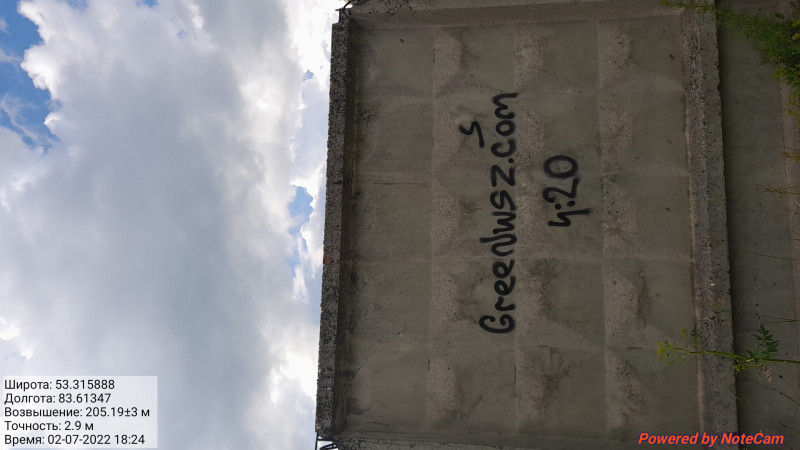 GreenJwsz.com
s
4:20
Широта: 53.315888
Долгота: 83.61347
Возвышение: 205.19±3 м
Точность: 2.9 м
Время: 02-07-2022 18:24
Powered by NoteCam